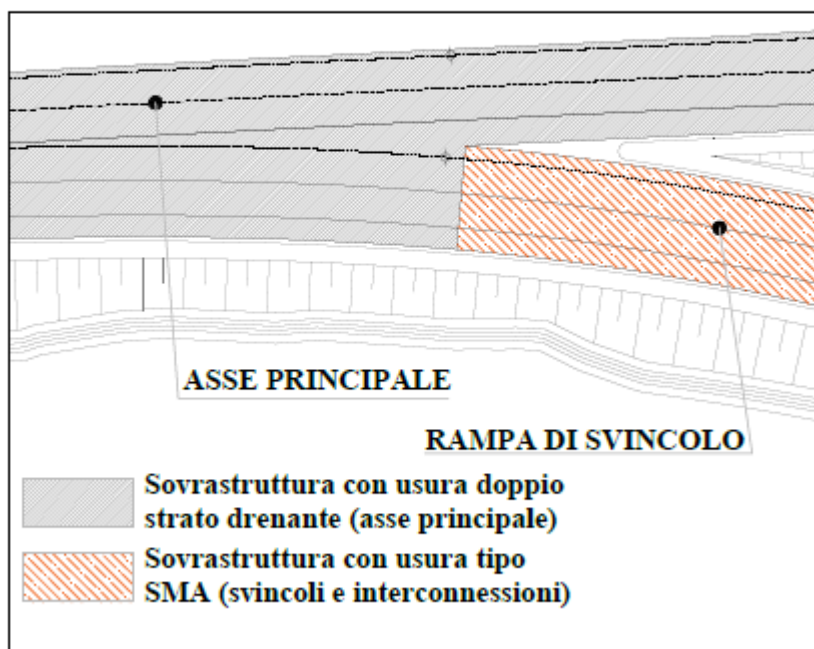 ASSE PRINCIPALE
RAMPA DI SVINCOLO
Sovrastruttura con usura doppio
strato drenante (asse principale)
Sovrastruttura con usura tipo
SMA (svincoli e interconnessioni)